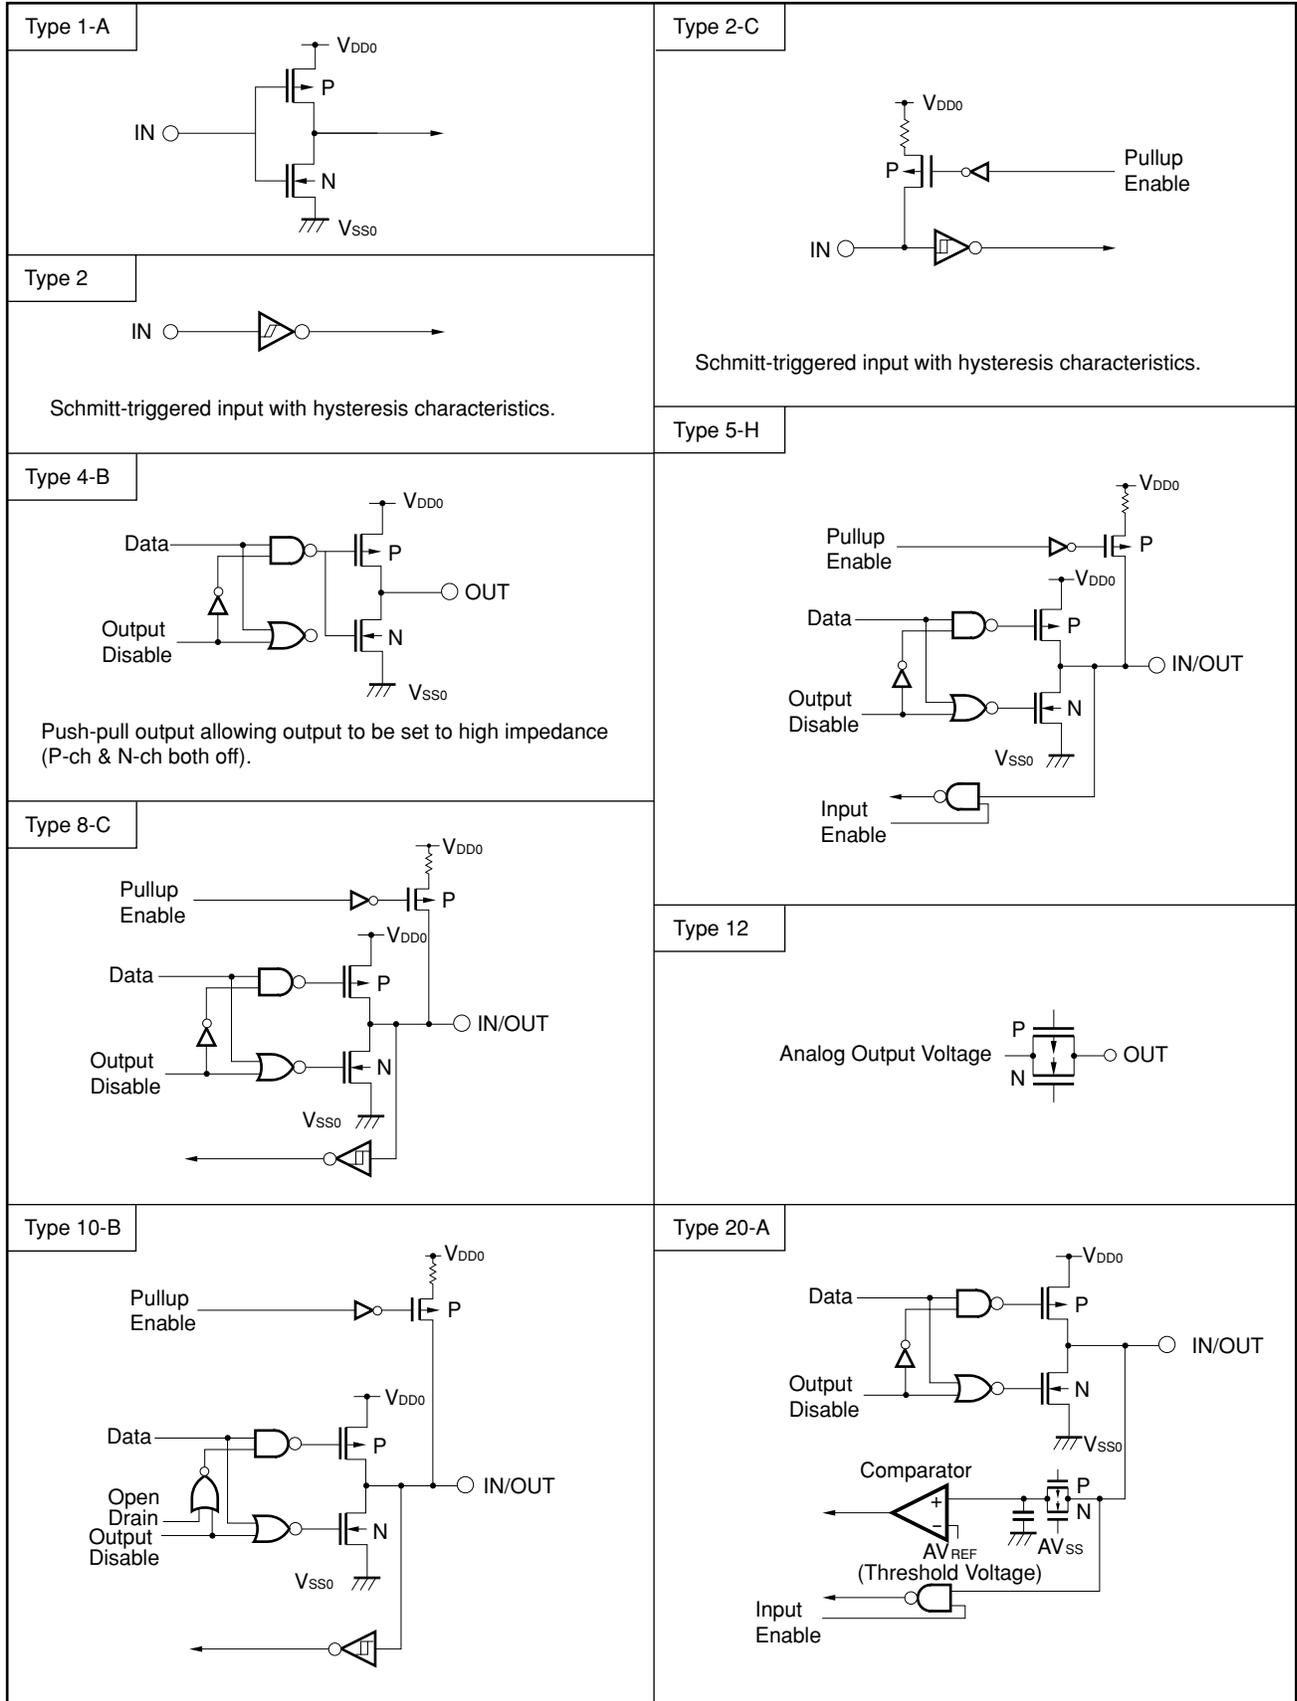 Type 1-A
VDD0
P
IN
N
VSS0
Type 2
IN
Schmitt-triggered input with hysteresis characteristics.
Type 4-B
VDD0
Data
P
OUT
Output
Disable
N
VSS0
Push-pull output allowing output to be set to high impedance
(P-ch & N-ch both off).
Type 8-C
VDD0
Pullup
Enable
P
VDD0
Data
P
IN/OUT
Output
Disable
N
VSS0
Type 10-B
VDD0
Pullup
Enable
P
VDD0
Data
P
IN/OUT
Open
Drain
Output
Disable
N
VSS0
Type 2-C
VDD0
P
Pullup
Enable
IN
Schmitt-triggered input with hysteresis characteristics.
Type 5-H
VDD0
Pullup
Enable
P
VDD0
Data
P
IN/OUT
Output
Disable
N
VSS0
Input
Enable
Type 12
P
Analog Output Voltage
OUT
N
Type 20-A
VDD0
Data
P
IN/OUT
Output
Disable
N
VSS0
Comparator
P
+
N
−
AVREF
AVSS
(Threshold Voltage)
Input
Enable